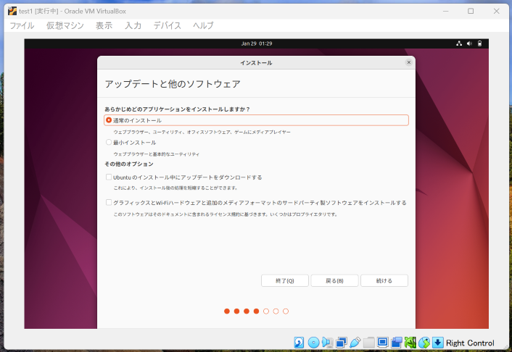 test1 [実行中] - Oracle VM VirtualBox
ファイル 仮想マシン 表示 入力 デバイス ヘルプ
Jan 29 01:29
インストール
アップデートと他のソフトウェア
あらかじめどのアプリケーションをインストールしますか？
通常のインストール
ウェブブラウザー、ユーティリティ、オフィスソフトウェア、ゲームにメディアプレイヤー
最小インストール
ウェブブラウザーと基本的なユーティリティ
その他のオプション
Ubuntu のインストール中にアップデートをダウンロードする
これにより、インストール後の処理を短縮することができます。
グラフィックスとWi-Fiハードウェアと追加のメディアフォーマットのサードパーティ製ソフトウェアをインストールする
このソフトウェアはそのドキュメントに含まれるライセンス規約に基づきます。いくつかはプロプライエタリです。
終了(Q) 戻る(B) 続ける
Right Control